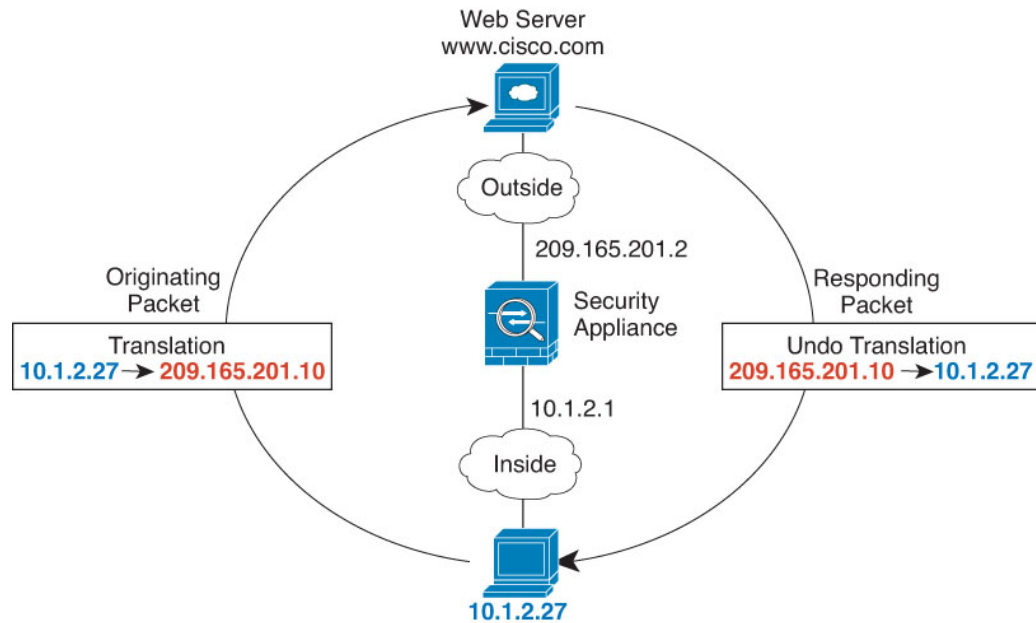 Web Server
www.cisco.com
Outside
209.165.201.2
Originating
Packet
Translation
10.1.2.27 → 209.165.201.10
Security
Appliance
Responding
Packet
Undo Translation
209.165.201.10 → 10.1.2.27
10.1.2.1
Inside
10.1.2.27